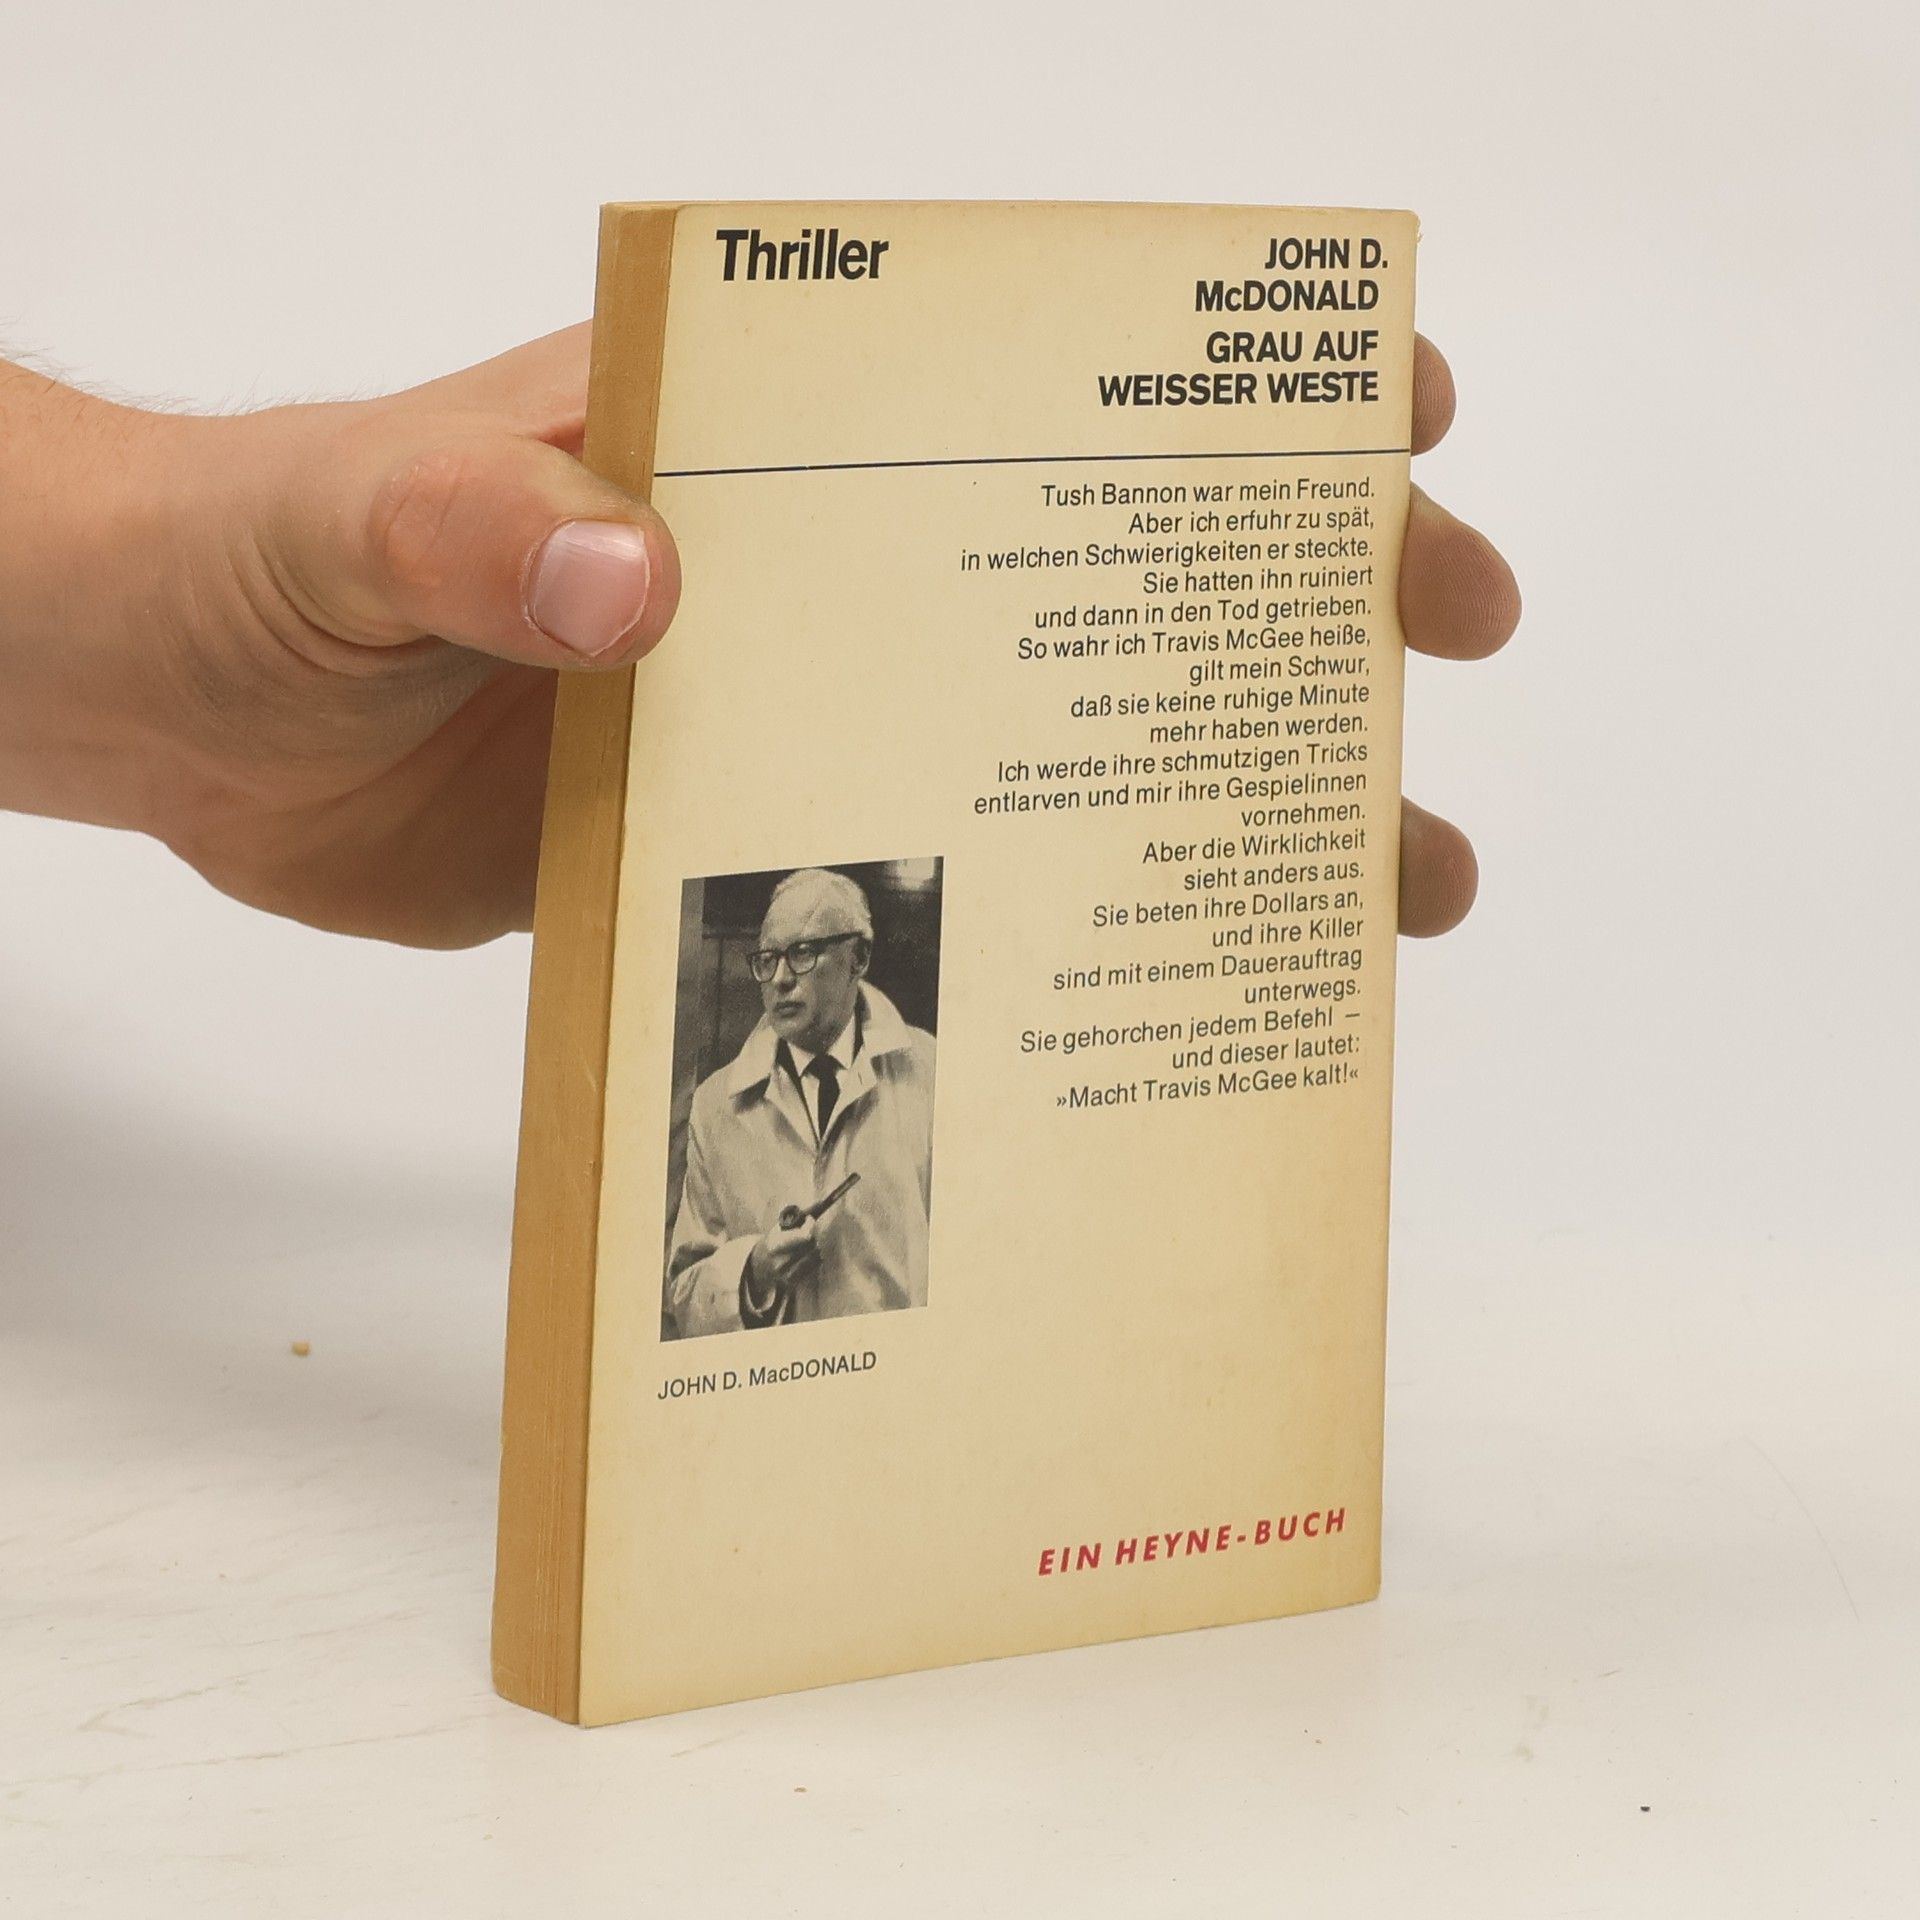 Thriller
JOHN D.
McDONALD
GRAU AUF
WEISSER WESTE
Tush Bannon war mein Freund.
Aber ich erfuhr zu spät,
in welchen Schwierigkeiten er steckte.
Sie hatten ihn ruiniert
und dann in den Tod getrieben.
So wahr ich Travis McGee heiße,
gilt mein Schwur,
daß sie keine ruhige Minute
mehr haben werden.
Ich werde ihre schmutzigen Tricks
entlarven und mir ihre Gespielinnen
vornehmen.
Aber die Wirklichkeit
sieht anders aus.
Sie beten ihre Dollars an,
und ihre Killer
sind mit einem Dauerauftrag
unterwegs.
Sie gehorchen jedem Befehl –
und dieser lautet:
»Macht Travis McGee kalt!«
JOHN D. MacDONALD
EIN HEYNE-BUCH